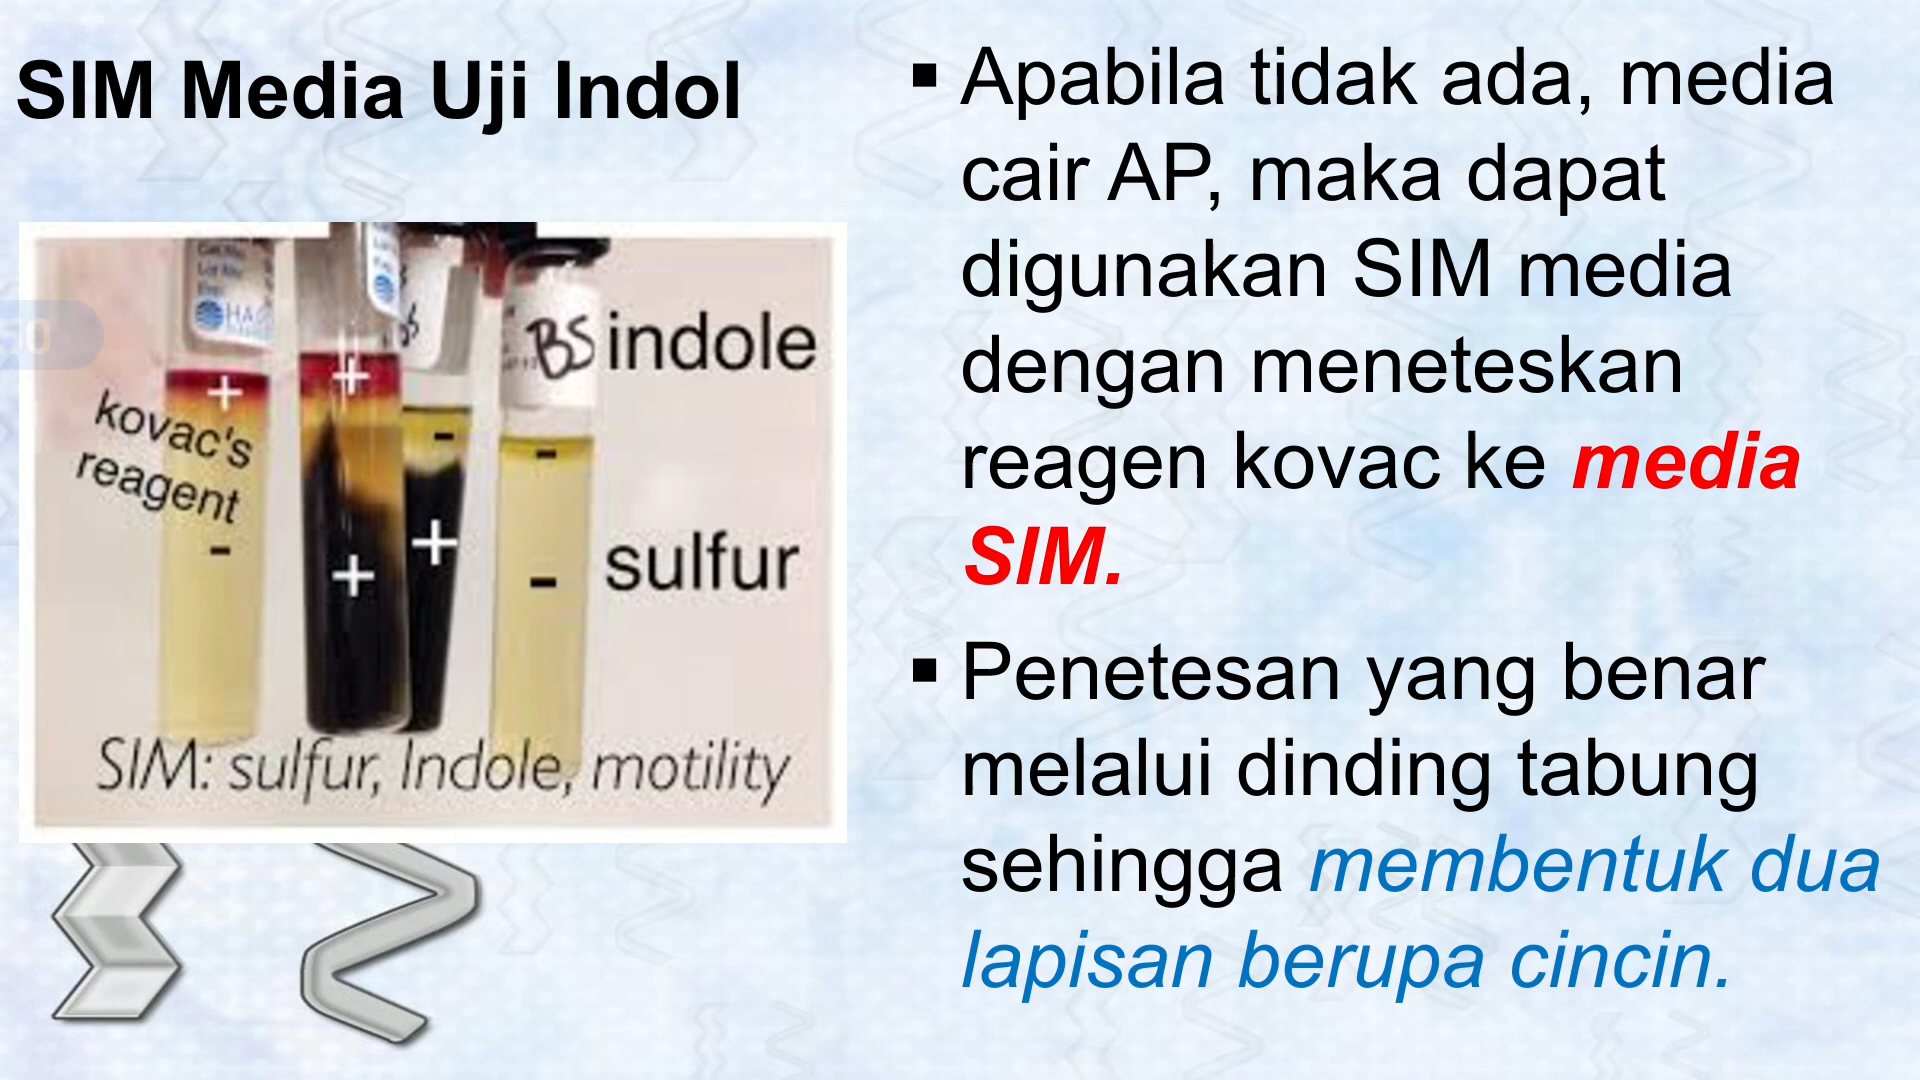 SIM Media Uji Indol
50
HA
BS
indole
+
+
-
-
kovac's
reagent
-
+
+
-
sulfur
SIM: sulfur, Indole, motility
▪ Apabila tidak ada, media
cair AP, maka dapat
digunakan SIM media
dengan meneteskan
reagen kovac ke media
SIM.
▪ Penetesan yang benar
melalui dinding tabung
sehingga membentuk dua
lapisan berupa cincin.